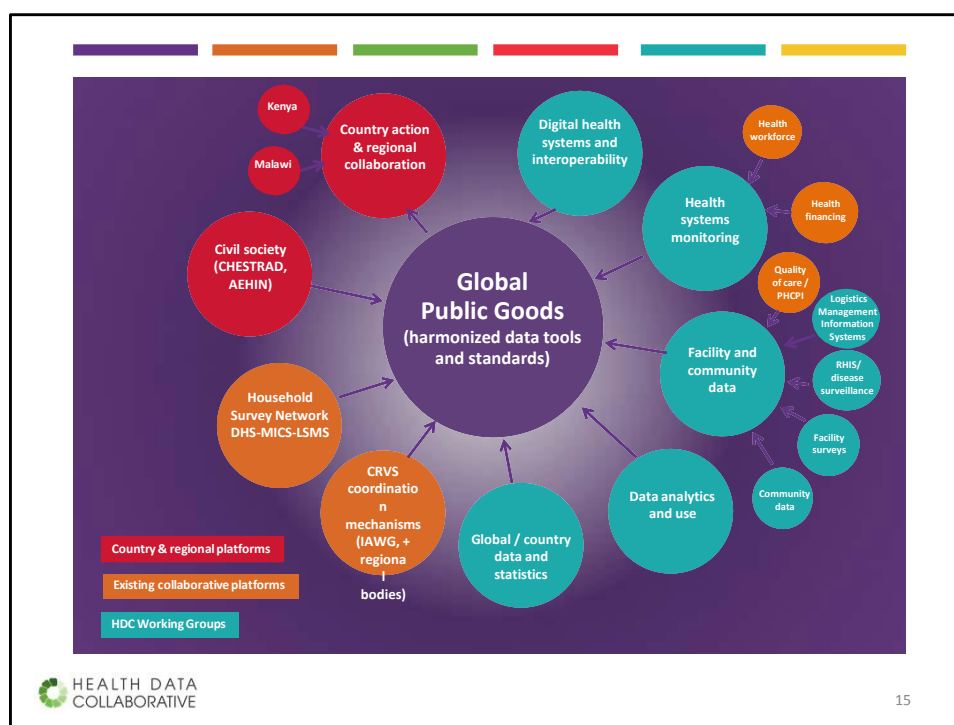 Kenya
Malawi
Country action
& regional
collaboration
Digital health
systems and
interoperability
Health
workforce
Health
systems
monitoring
Health
financing
Civil society
(CHESTRAD,
AEHIN)
Global
Public Goods
(harmonized data tools
and standards)
Quality
of care /
PHCPI
Logistics
Management
Information
Systems
Facility and
community
data
RHIS/
disease
surveillance
Facility
surveys
Community
data
Household
Survey Network
DHS-MICS-LSMS
CRVS
coordinatio
n
mechanisms
(IAWG, +
regiona
l
bodies)
Global / country
data and
statistics
Data analytics
and use
Country & regional platforms
Existing collaborative platforms
HDC Working Groups
HEALTH DATA
COLLABORATIVE
15